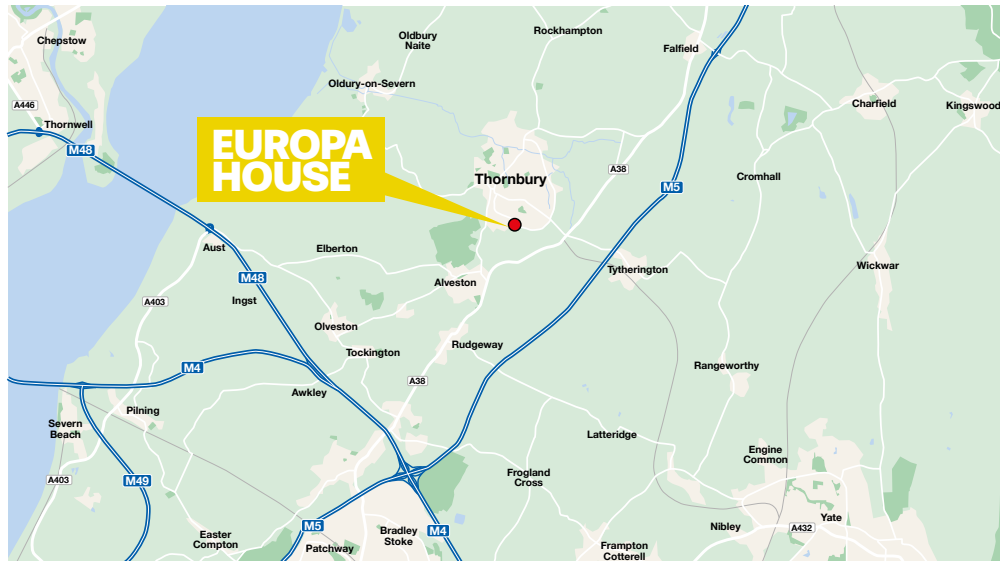 Chepstow
Oldbury
Naite
Rockhampton
Falfield
Oldury-on-Severn
Charfield
Kingswood
A446
Thornwell
M48
EUROPA
HOUSE
Thornbury
A38
M5
Cromhall
Aust
Elberton
Tytherington
Wickwar
M48
Alveston
A403
Ingst
Olveston
Tockington
Rudgeway
M4
A38
Rangeworthy
Awkley
Pilning
Severn
Beach
Latteridge
Engine
Common
A403
M49
Frogland
Cross
M5
Bradley
Stoke
M4
Easter
Compton
Patchway
Nibley
A432
Yate
Frampton
Cotterell